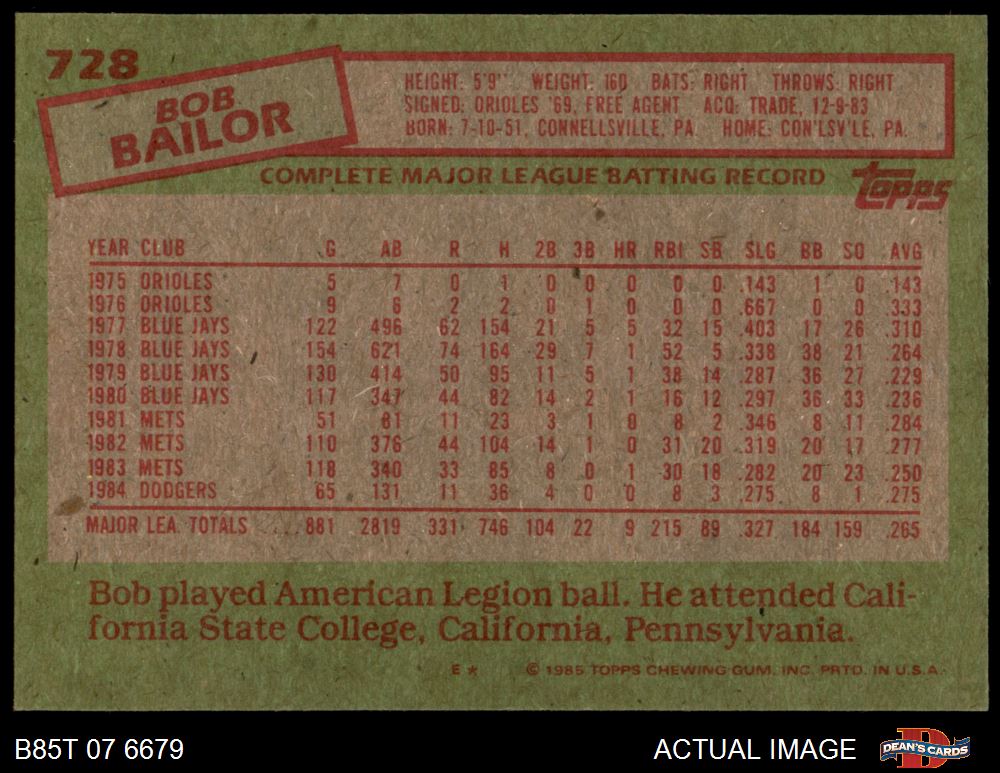 728
BOB
BAILOR
HEIGHT: 5'9" WEIGHT: 160 BATS: RIGHT THROWS: RIGHT
SIGNED: ORIOLES '69, FREE AGENT ACQ: TRADE, 12-9-83
BORN: 7-10-51, CONNELLSVILLE, PA. HOME: CON'LSV'LE, PA.
COMPLETE MAJOR LEAGUE BATTING RECORD
topps
YEAR CLUB G AB R H 2B 3B HR RBI SB SLG BB SO AVG
1975 ORIOLES 5 7 0 1 0 0 0 0 0 .143 1 0 .143
1976 ORIOLES 9 6 2 2 0 1 0 0 0 .667 0 0 .333
1977 BLUE JAYS 122 496 62 154 21 5 5 32 15 .403 17 26 .310
1978 BLUE JAYS 154 621 74 164 29 7 1 52 5 .338 38 21 .264
1979 BLUE JAYS 130 414 50 95 11 5 1 38 14 .287 36 27 .229
1980 BLUE JAYS 117 347 44 82 14 2 1 16 12 .297 36 33 .236
1981 METS 51 81 11 23 3 1 0 8 2 .346 8 11 .284
1982 METS 110 376 44 104 14 1 0 31 20 .319 20 17 .277
1983 METS 118 340 33 85 8 0 1 30 18 .282 20 23 .250
1984 DODGERS 65 131 11 36 4 0 0 8 3 .275 8 1 .275
MAJOR LEA. TOTALS ...881 2819 331 746 104 22 9 215 89 .327 184 159 .265
Bob played American Legion ball. He attended Cali-
fornia State College, California, Pennsylvania.
E * © 1985 TOPPS CHEWING GUM, INC. PRTD. IN U.S.A.
B85T 07 6679 ACTUAL IMAGE DEAN'S CARDS